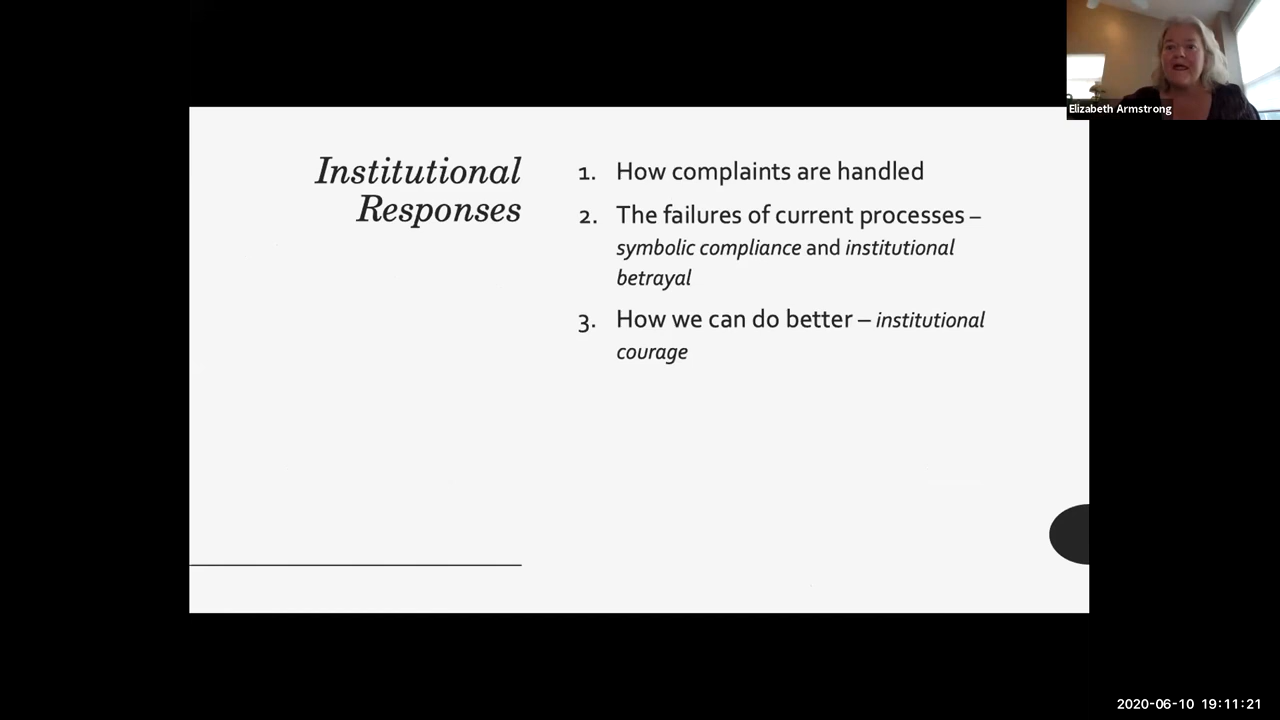 Elizabeth Armstrong
Institutional
Responses
1. How complaints are handled
2. The failures of current processes –
symbolic compliance and institutional
betrayal
3. How we can do better – institutional
courage
2020-06-10 19:11:21